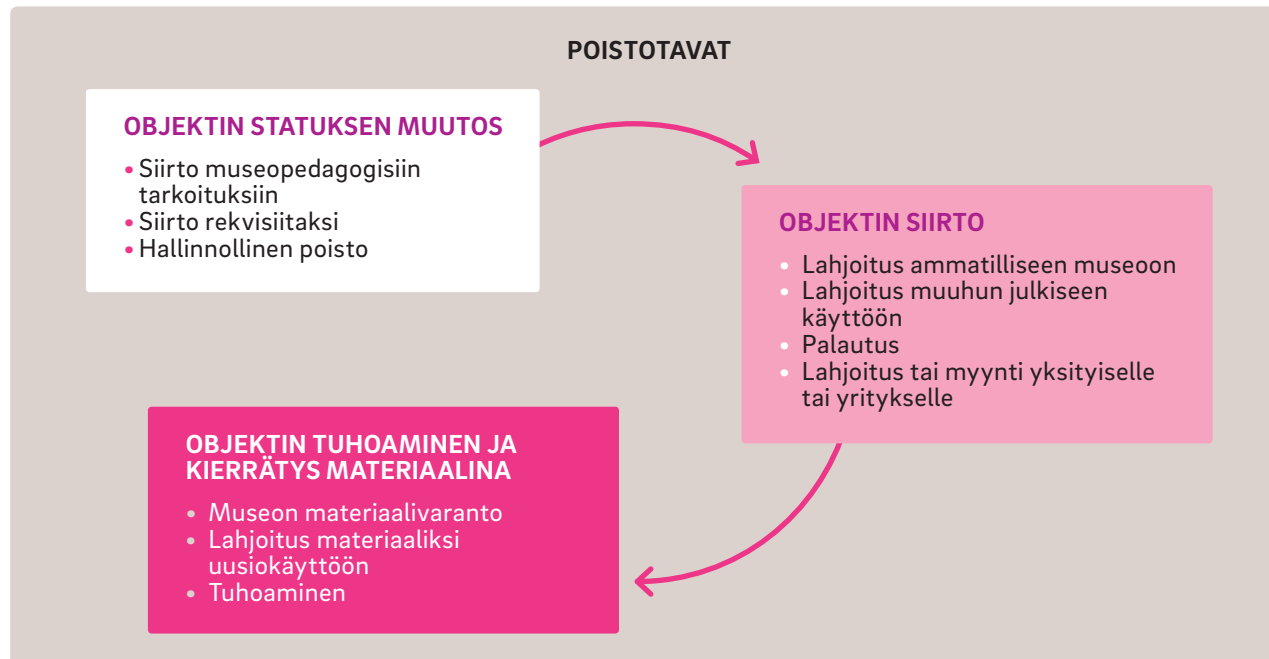 POISTOTAVAT
OBJEKTIN STATUKSEN MUUTOS
• Siirto museopedagogisiin
tarkoituksiin
• Siirto rekvisiitaksi
• Hallinnollinen poisto
OBJEKTIN SIIRTO
• Lahjoitus ammatilliseen museoon
• Lahjoitus muuhun julkiseen
käyttöön
• Palautus
• Lahjoitus tai myynti yksityiselle
tai yritykselle
OBJEKTIN TUHOAMINEN JA
KIERRÄTYS MATERIAALINA
• Museon materiaalivaranto
• Lahjoitus materiaaliksi
uusiokäyttöön
• Tuhoaminen